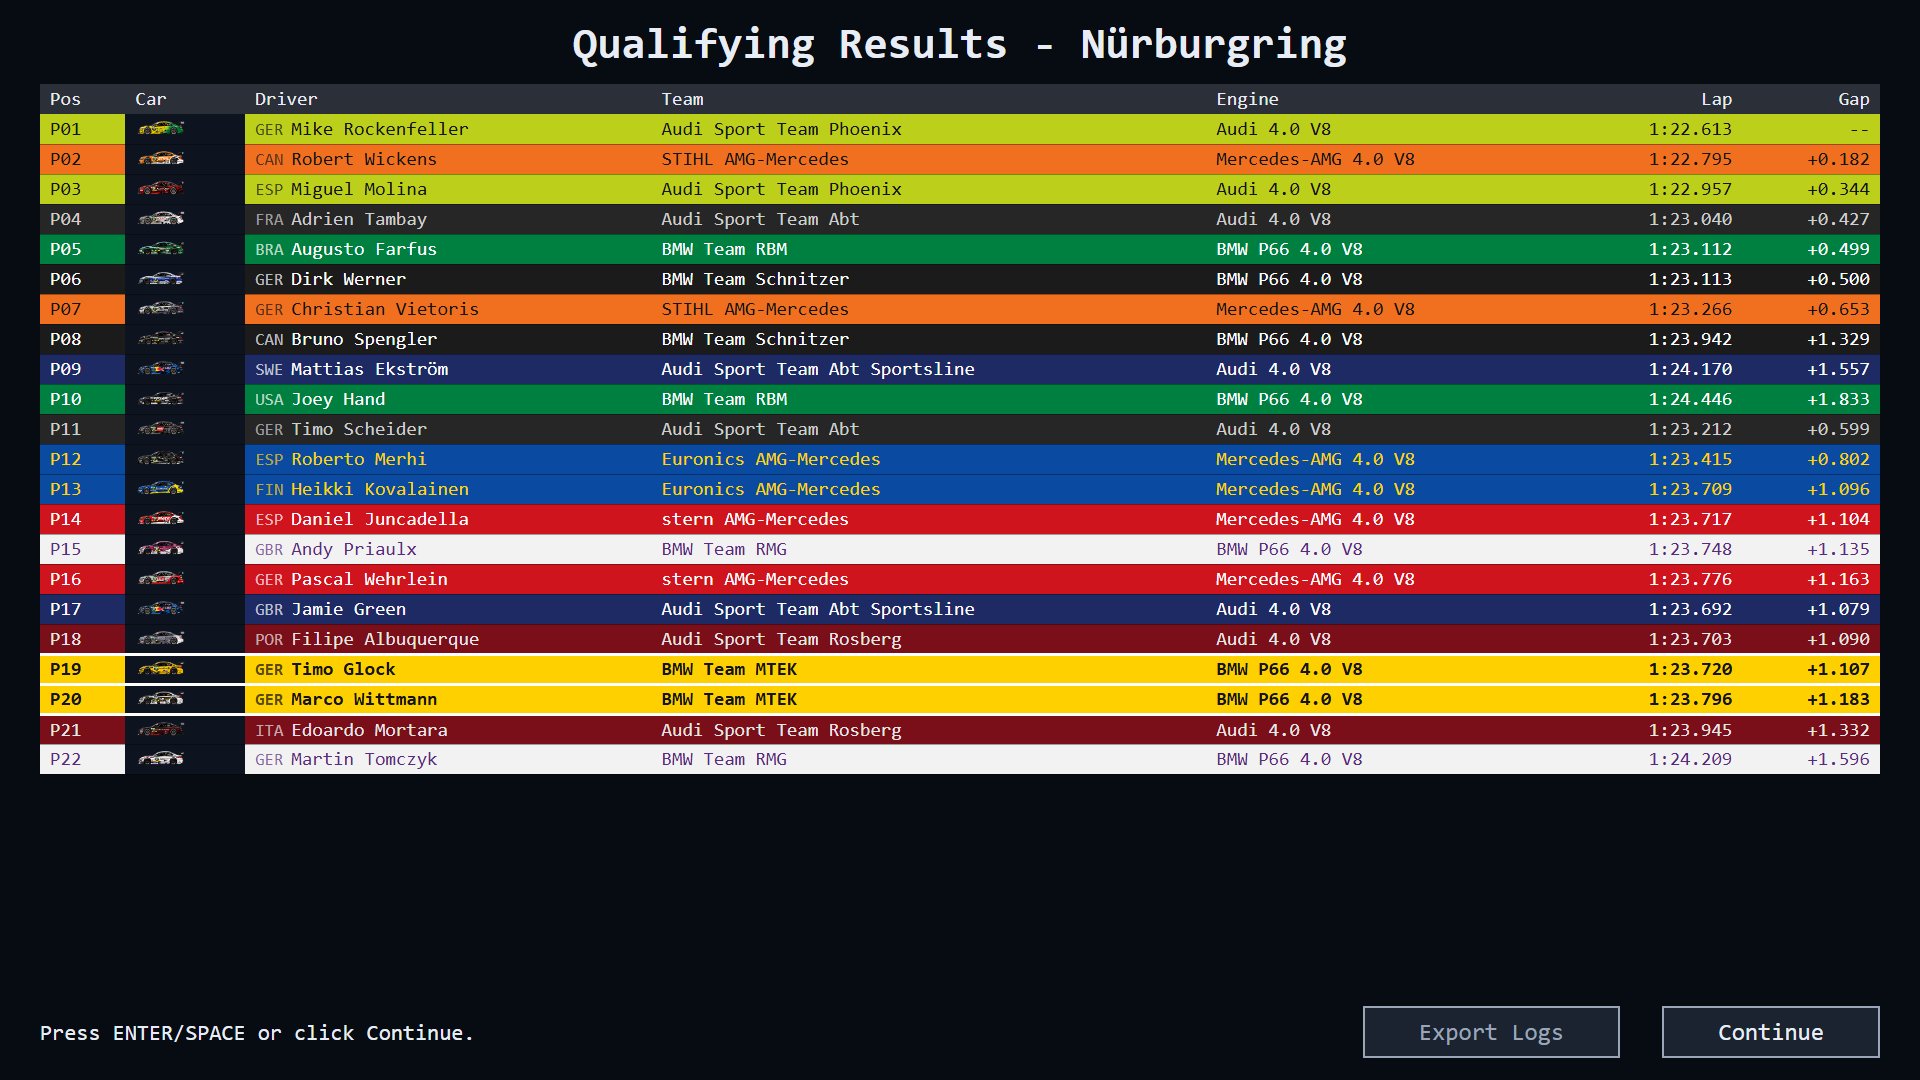 Qualifying Results - Nürburgring
Pos Car Driver Team Engine Lap Gap
P01 GER Mike Rockenfeller Audi Sport Team Phoenix Audi 4.0 V8 1:22.613 --
P02 CAN Robert Wickens STIHL AMG-Mercedes Mercedes-AMG 4.0 V8 1:22.795 +0.182
P03 ESP Miguel Molina Audi Sport Team Phoenix Audi 4.0 V8 1:22.957 +0.344
P04 FRA Adrien Tambay Audi Sport Team Abt Audi 4.0 V8 1:23.040 +0.427
P05 BRA Augusto Farfus BMW Team RBM BMW P66 4.0 V8 1:23.112 +0.499
P06 GER Dirk Werner BMW Team Schnitzer BMW P66 4.0 V8 1:23.113 +0.500
P07 GER Christian Vietoris STIHL AMG-Mercedes Mercedes-AMG 4.0 V8 1:23.266 +0.653
P08 CAN Bruno Spengler BMW Team Schnitzer BMW P66 4.0 V8 1:23.942 +1.329
P09 SWE Mattias Ekström Audi Sport Team Abt Sportsline Audi 4.0 V8 1:24.170 +1.557
P10 USA Joey Hand BMW Team RBM BMW P66 4.0 V8 1:24.446 +1.833
P11 GER Timo Scheider Audi Sport Team Abt Audi 4.0 V8 1:23.212 +0.599
P12 ESP Roberto Merhi Euronics AMG-Mercedes Mercedes-AMG 4.0 V8 1:23.415 +0.802
P13 FIN Heikki Kovalainen Euronics AMG-Mercedes Mercedes-AMG 4.0 V8 1:23.709 +1.096
P14 ESP Daniel Juncadella stern AMG-Mercedes Mercedes-AMG 4.0 V8 1:23.717 +1.104
P15 GBR Andy Priaulx BMW Team RMG BMW P66 4.0 V8 1:23.748 +1.135
P16 GER Pascal Wehrlein stern AMG-Mercedes Mercedes-AMG 4.0 V8 1:23.776 +1.163
P17 GBR Jamie Green Audi Sport Team Abt Sportsline Audi 4.0 V8 1:23.692 +1.079
P18 POR Filipe Albuquerque Audi Sport Team Rosberg Audi 4.0 V8 1:23.703 +1.090
P19 GER Timo Glock BMW Team MTEK BMW P66 4.0 V8 1:23.720 +1.107
P20 GER Marco Wittmann BMW Team MTEK BMW P66 4.0 V8 1:23.796 +1.183
P21 ITA Edoardo Mortara Audi Sport Team Rosberg Audi 4.0 V8 1:23.945 +1.332
P22 GER Martin Tomczyk BMW Team RMG BMW P66 4.0 V8 1:24.209 +1.596
Press ENTER/SPACE or click Continue.
Export Logs
Continue